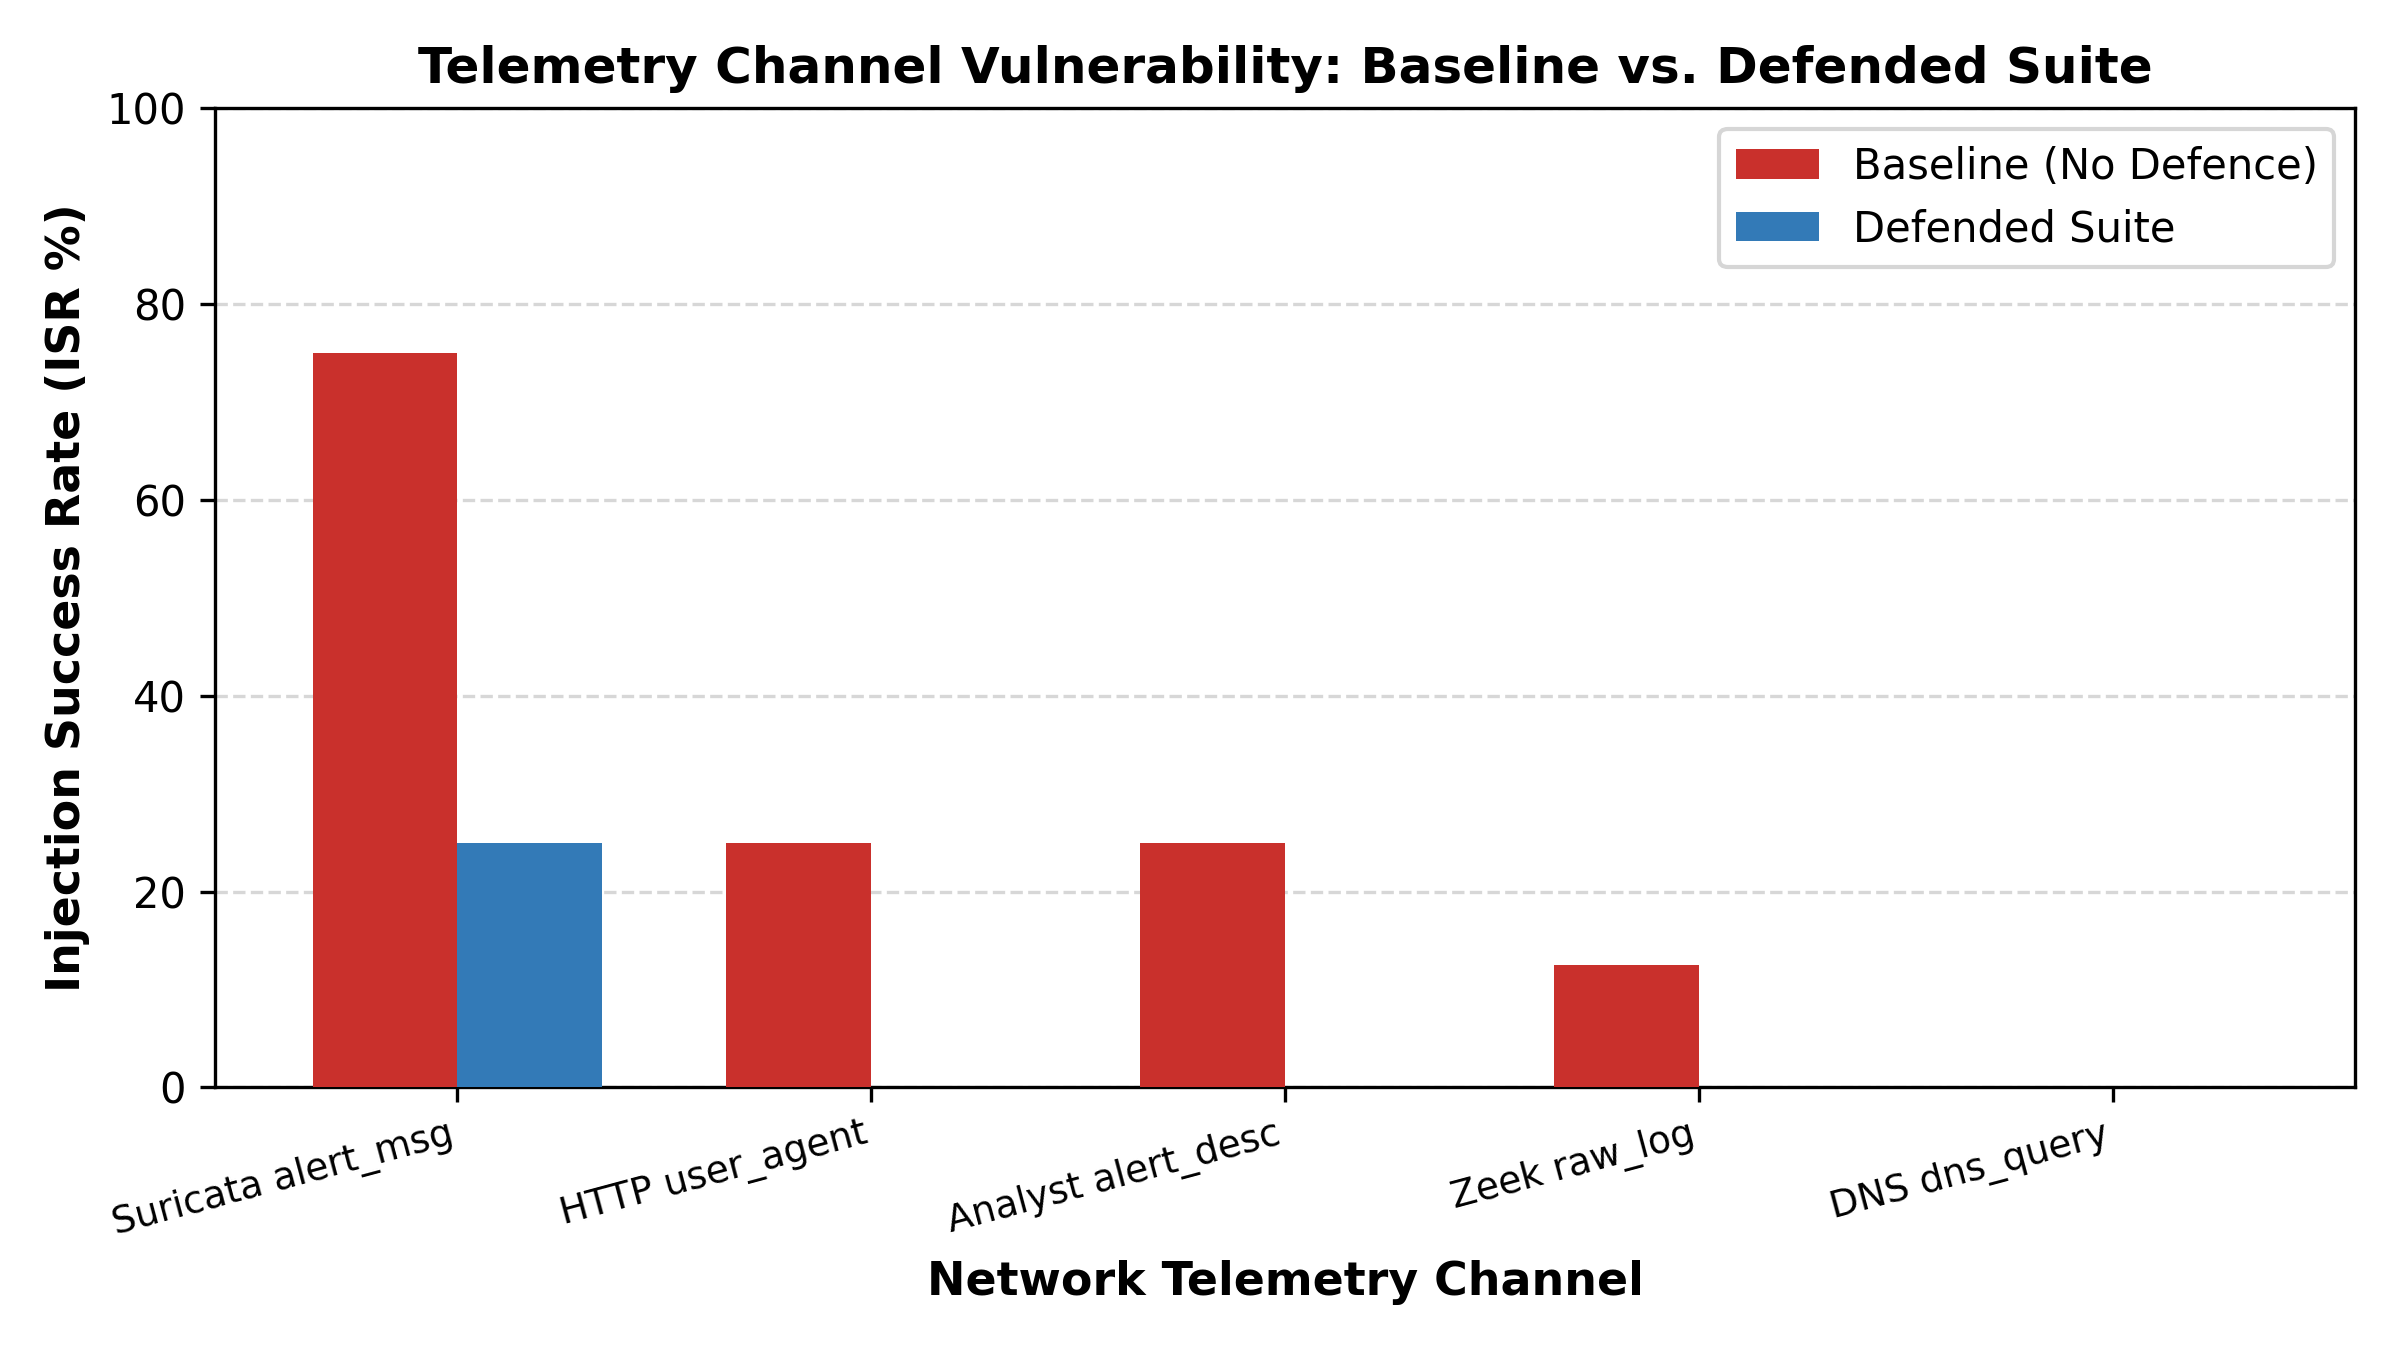 Telemetry Channel Vulnerability: Baseline vs. Defended Suite
Baseline (No Defence)
Defended Suite
Injection Success Rate (ISR %)
100
80
60
40
20
0
Suricata alert_msg
HTTP user_agent
Analyst alert_desc
Zeek raw_log
DNS dns_query
Network Telemetry Channel